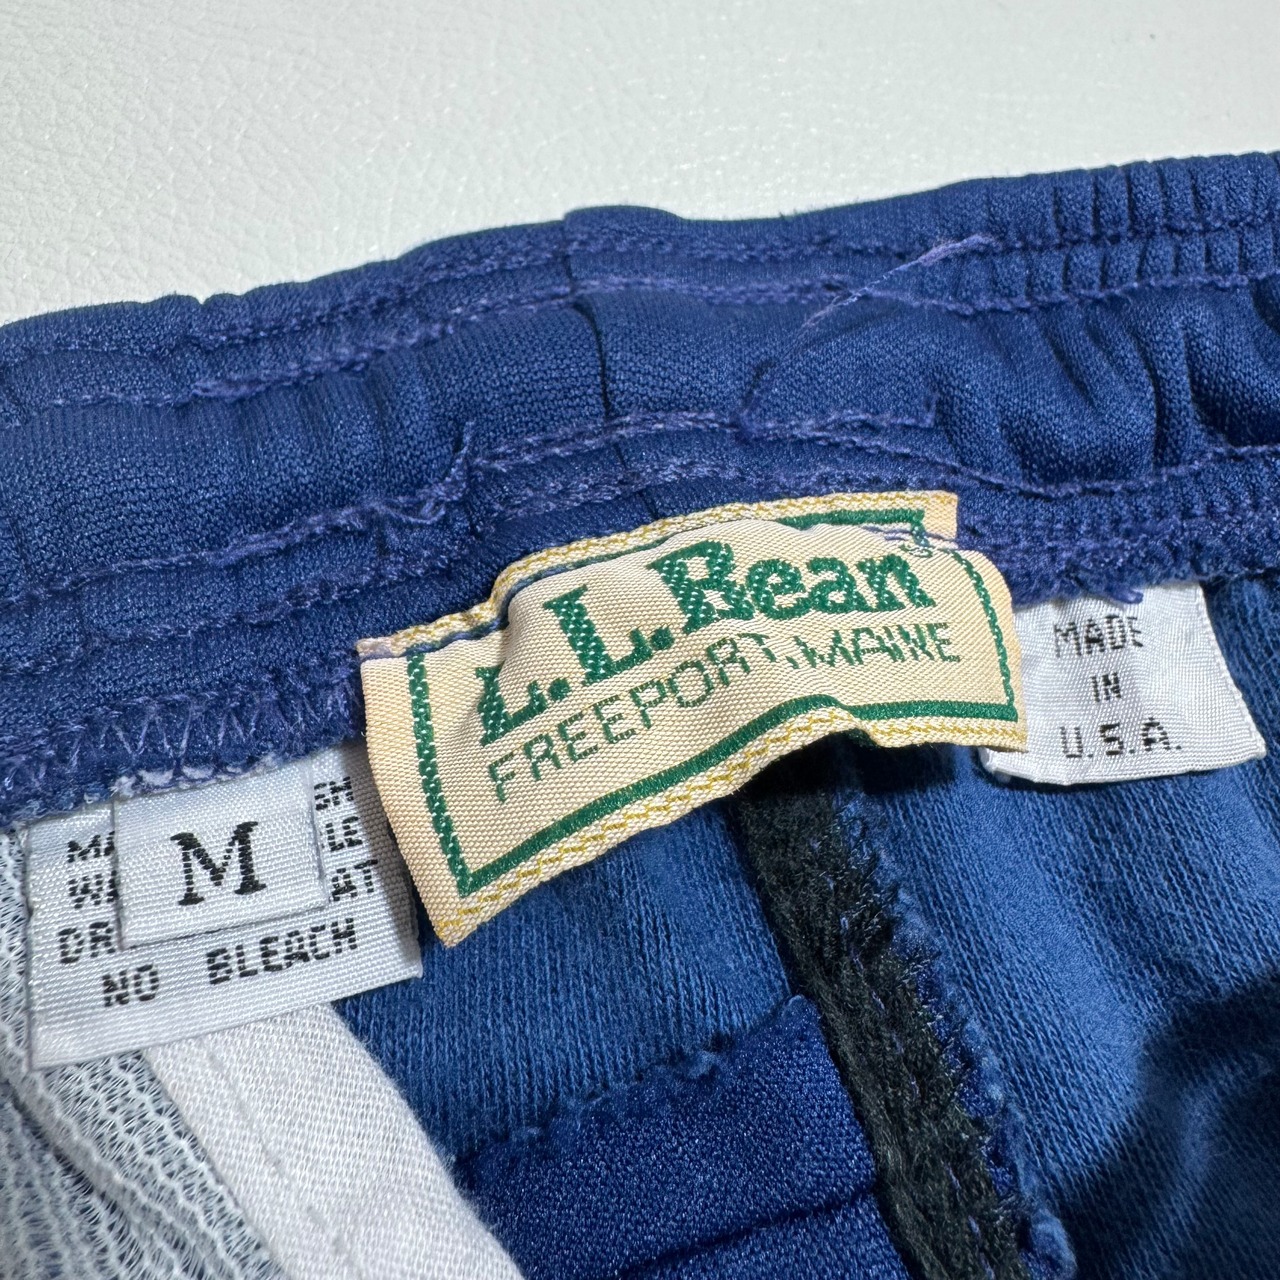 L.L.Bean®
FREEPORT, MAINE
MADE
IN
U.S.A.
M
NO BLEACH